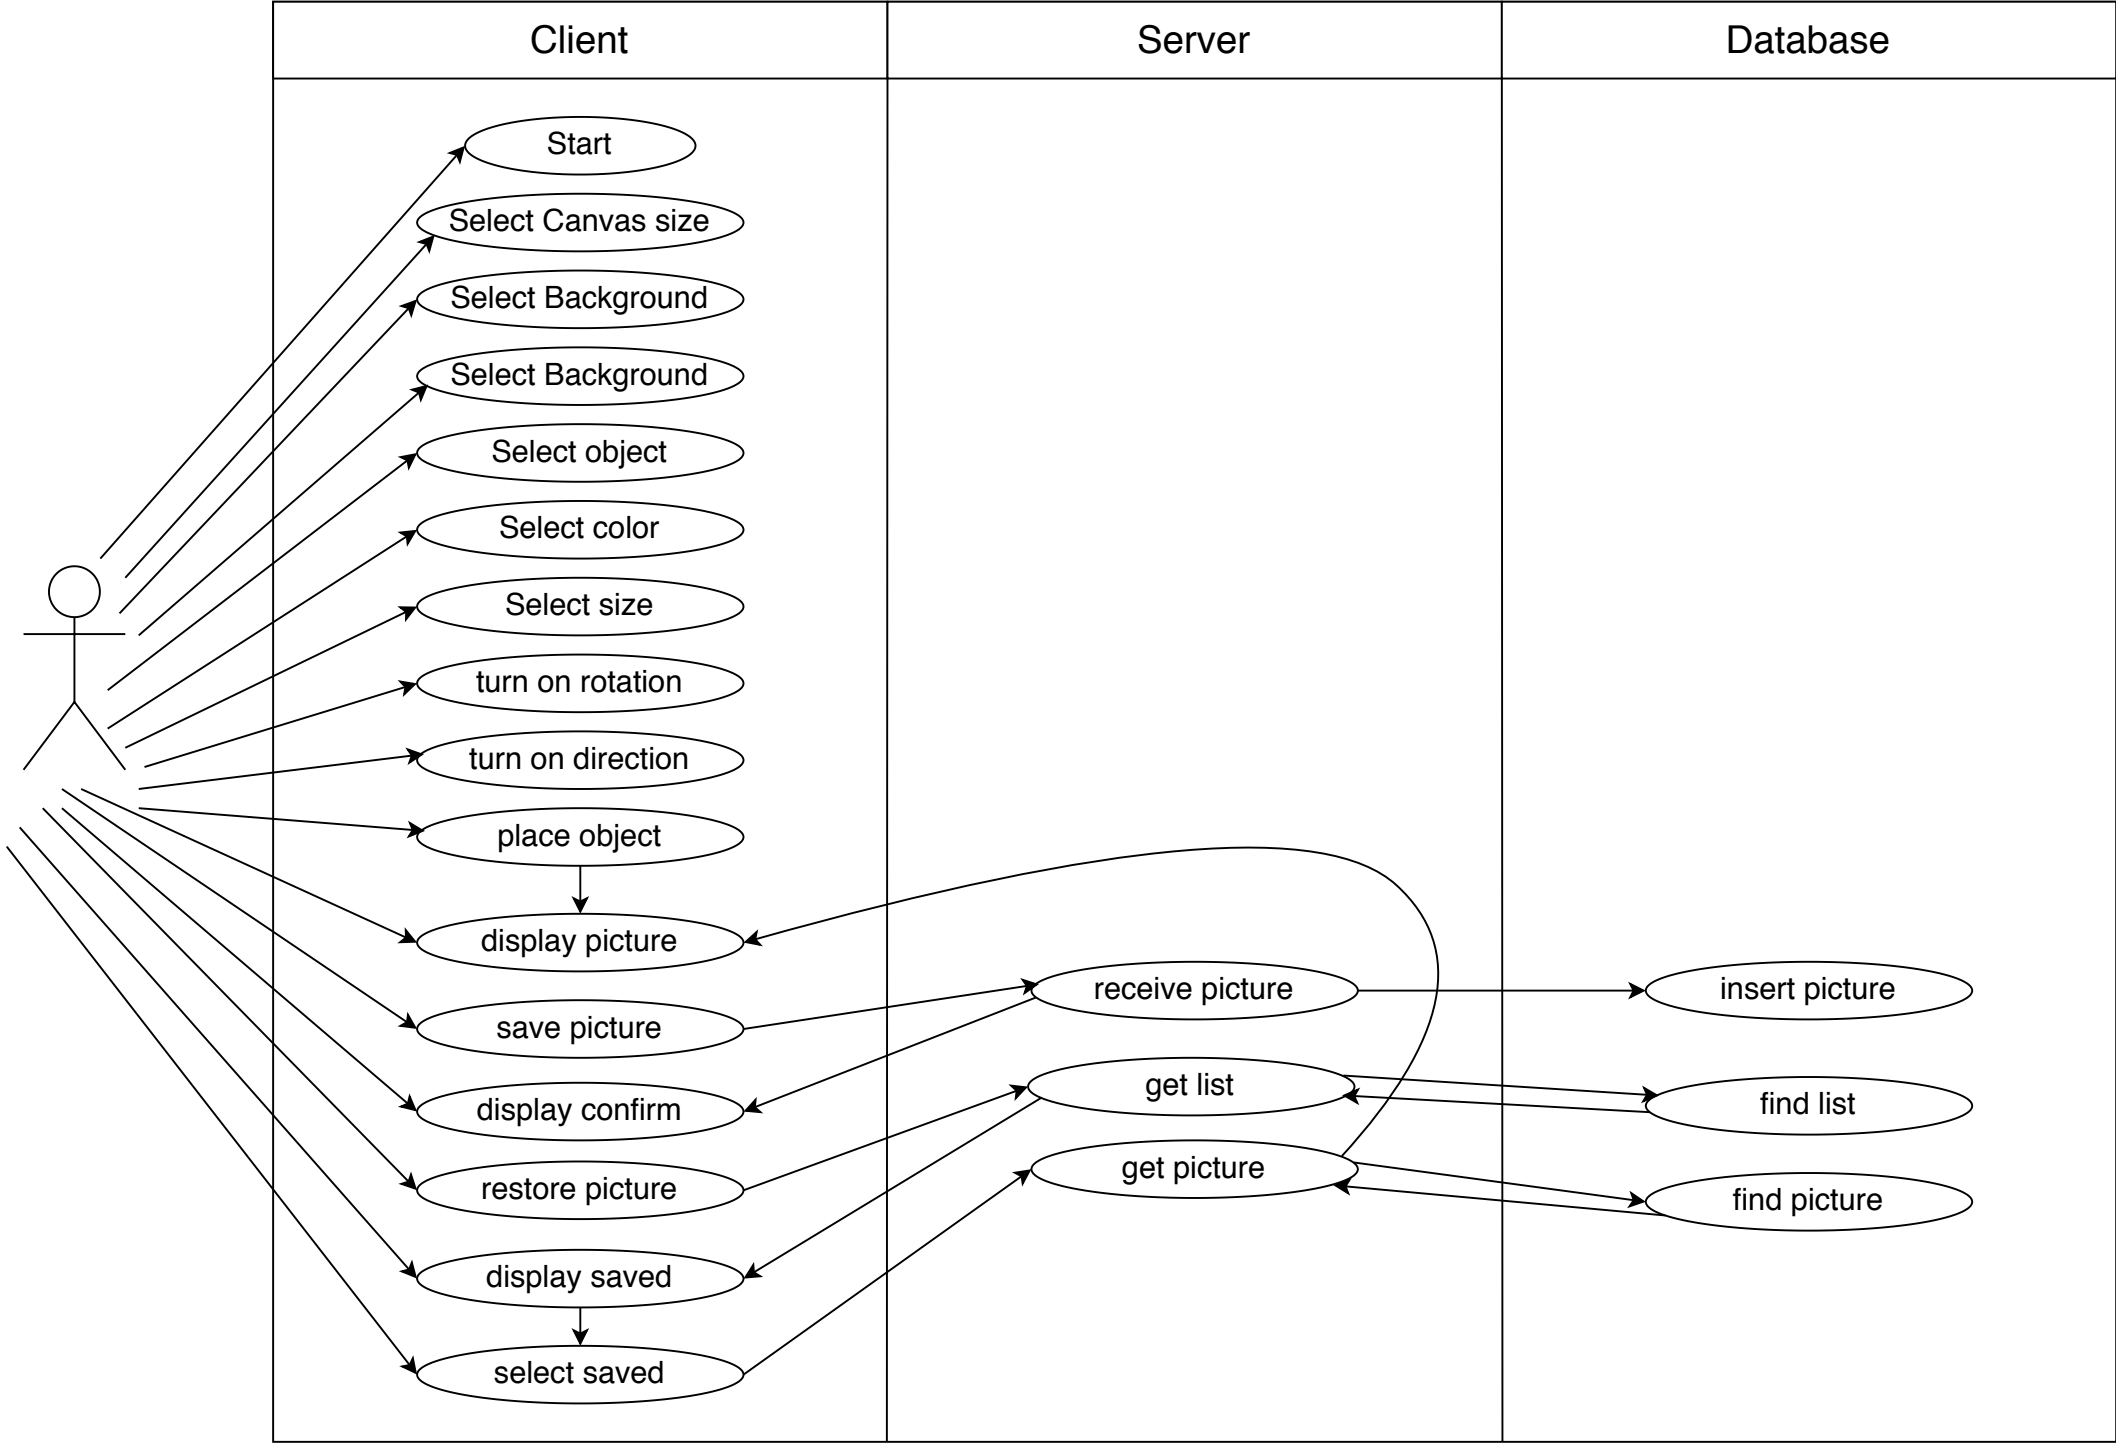 Client
Server
Database
Start
Select Canvas size
Select Background
Select Background
Select object
Select color
Select size
turn on rotation
turn on direction
place object
display picture
save picture
display confirm
restore picture
display saved
select saved
receive picture
get list
get picture
insert picture
find list
find picture